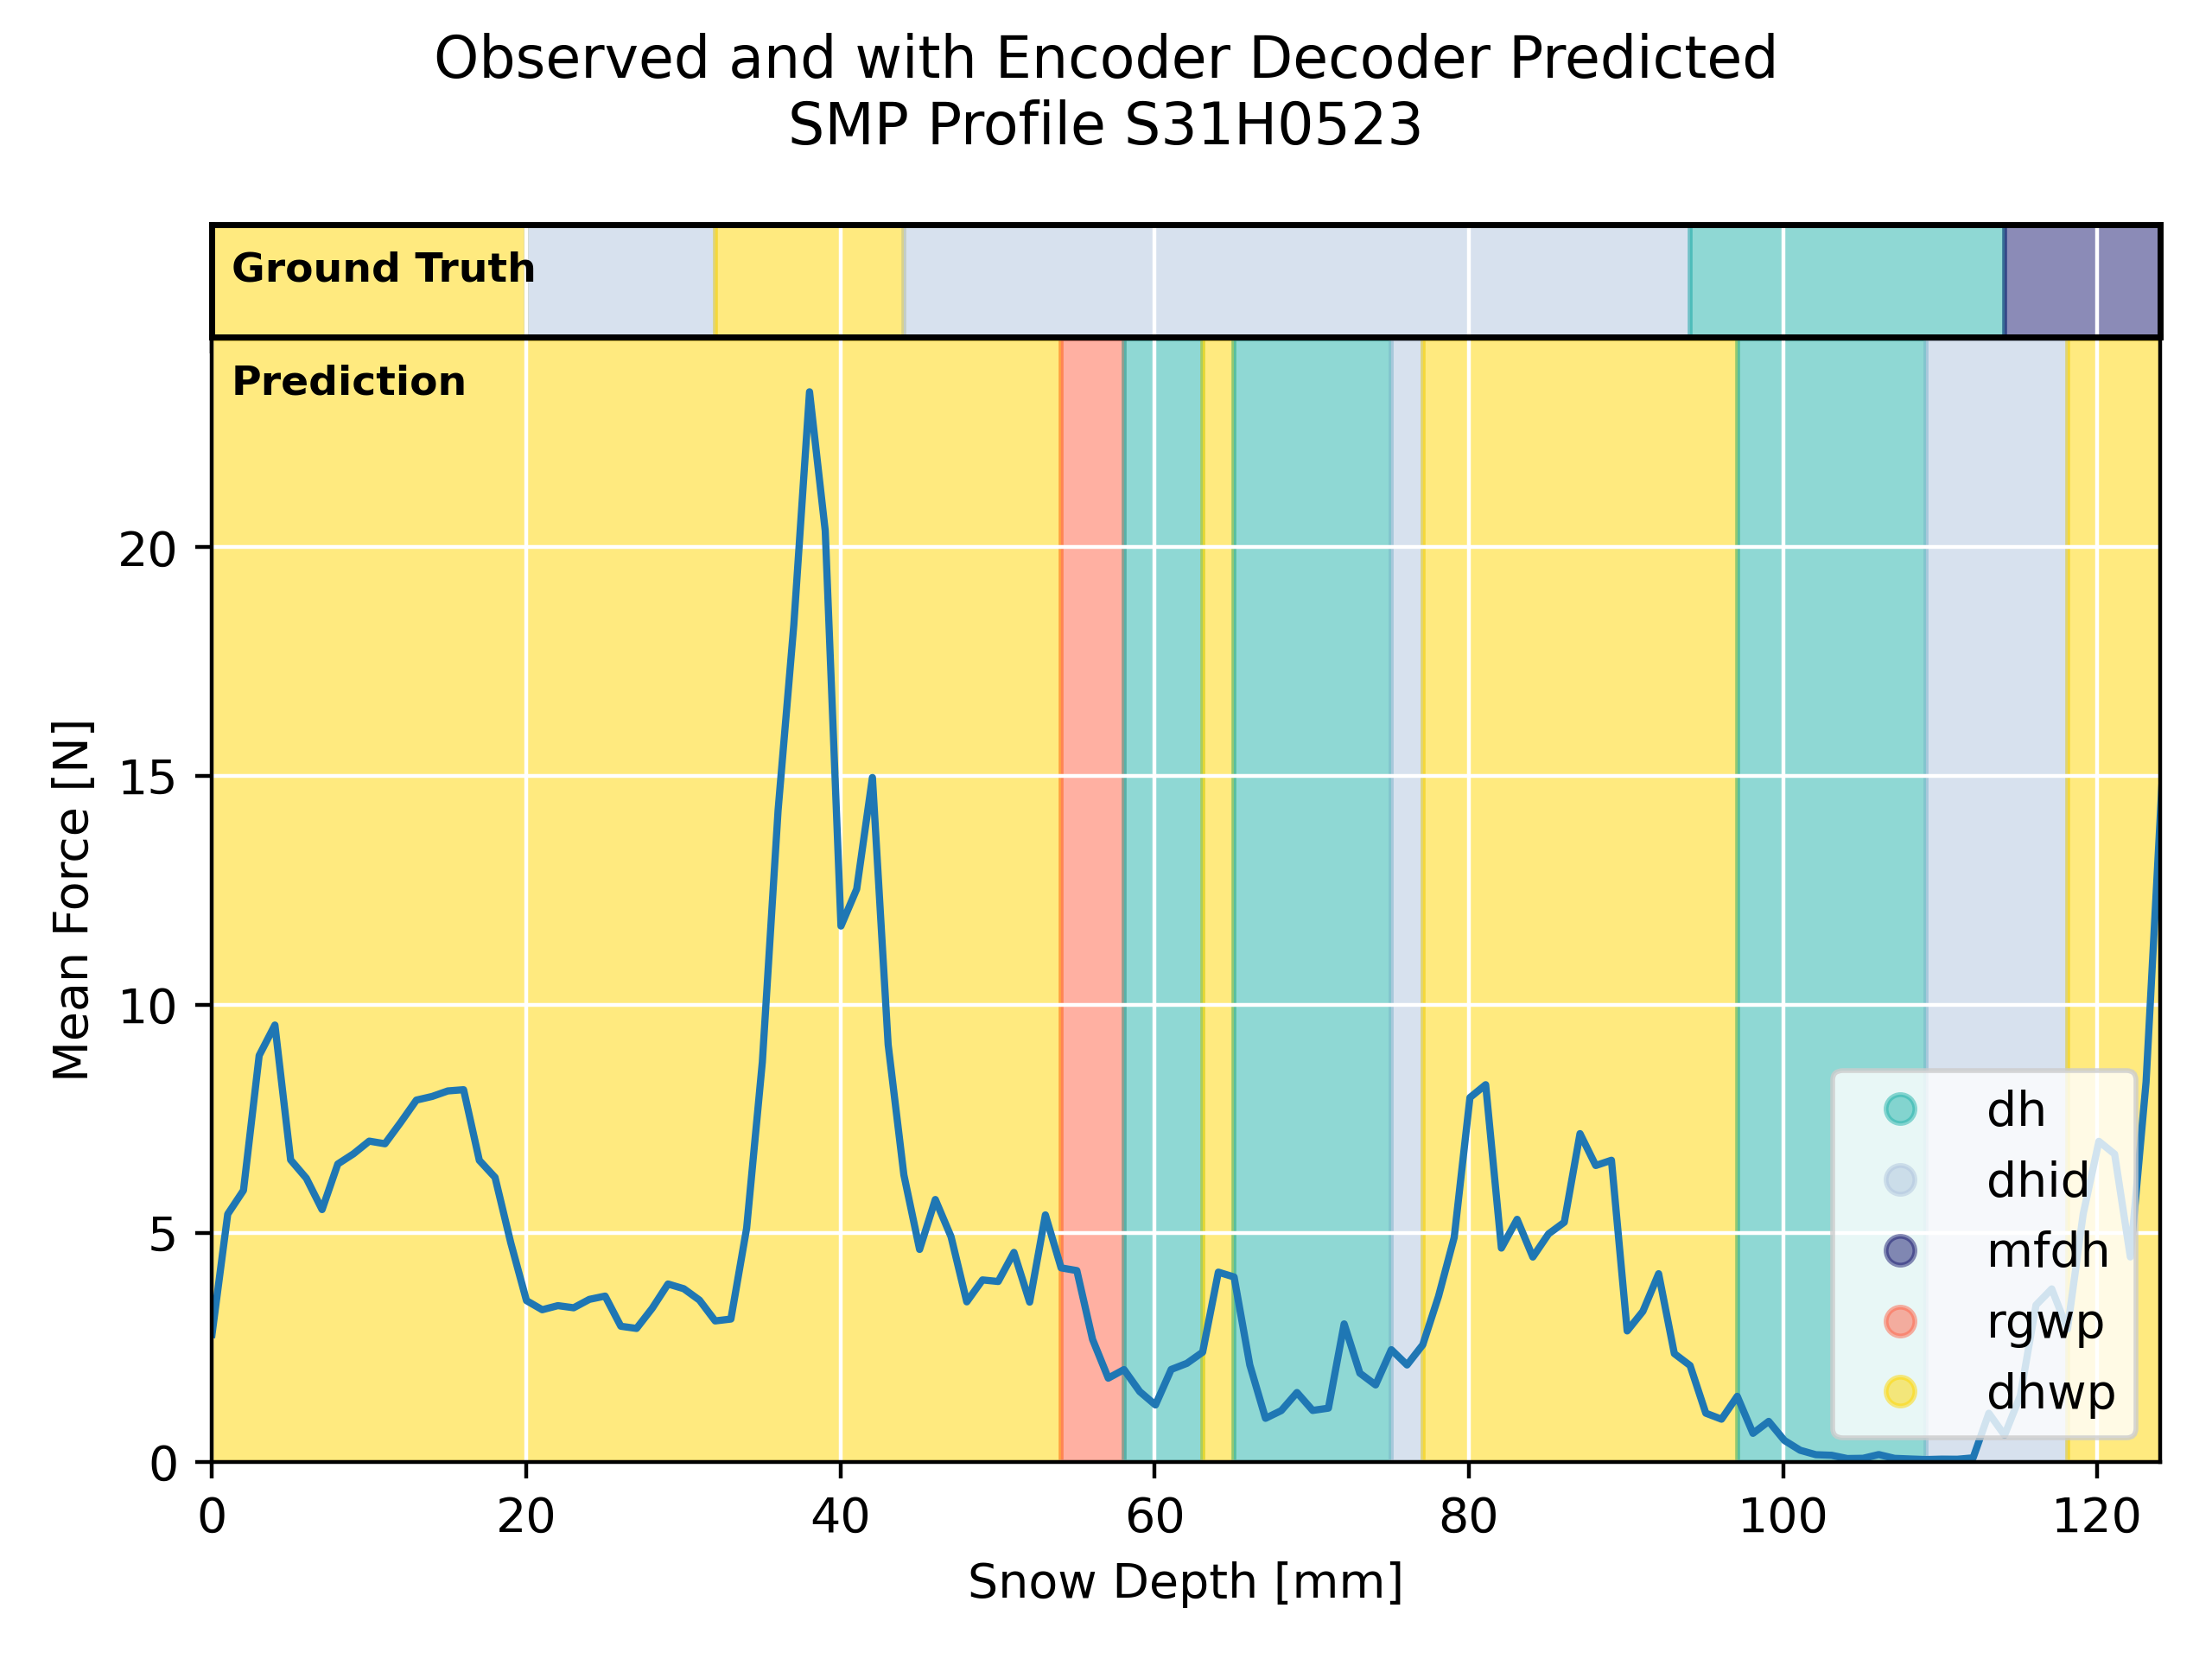 Observed and with Encoder Decoder Predicted
SMP Profile S31H0523
Ground Truth
Prediction
Mean Force [N]
20
15
10
5
0
dh
dhid
mfdh
rgwp
dhwp
0 20 40 60 80 100 120
Snow Depth [mm]